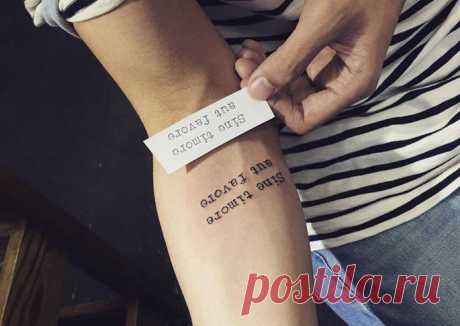 Sine timore
aut favore
Sine timore
aut favore
postila.ru